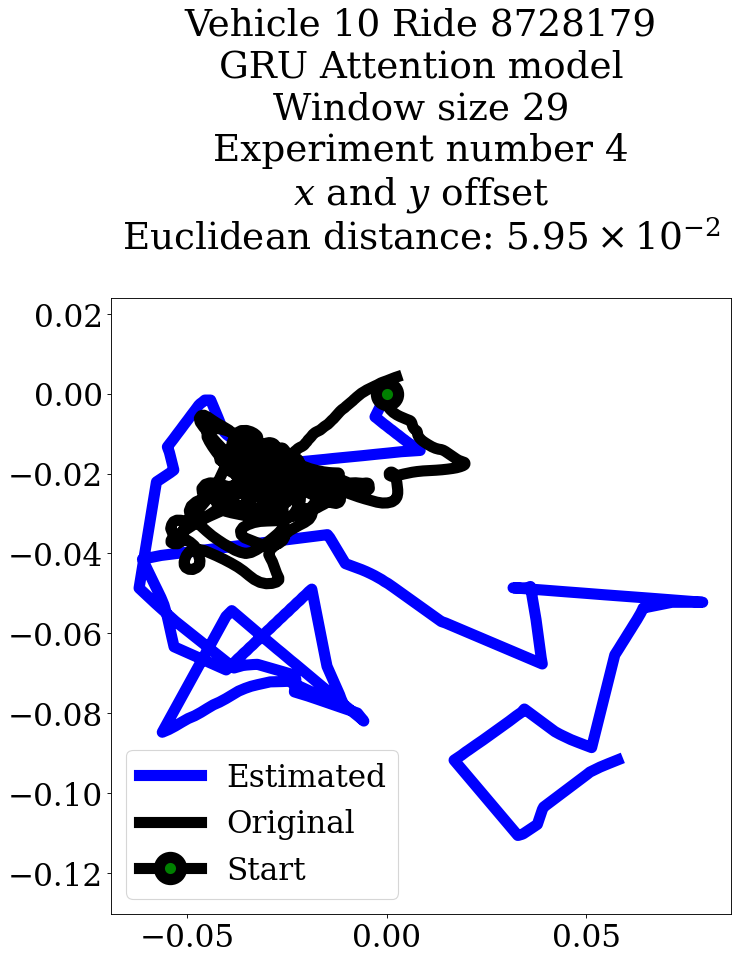 Vehicle 10 Ride 8728179
GRU Attention model
Window size 29
Experiment number 4
x and y offset
Euclidean distance: 5.95 × 10⁻²
0.02
0.00
−0.02
−0.04
−0.06
−0.08
−0.10
−0.12
Estimated
Original
Start
−0.05 0.00 0.05